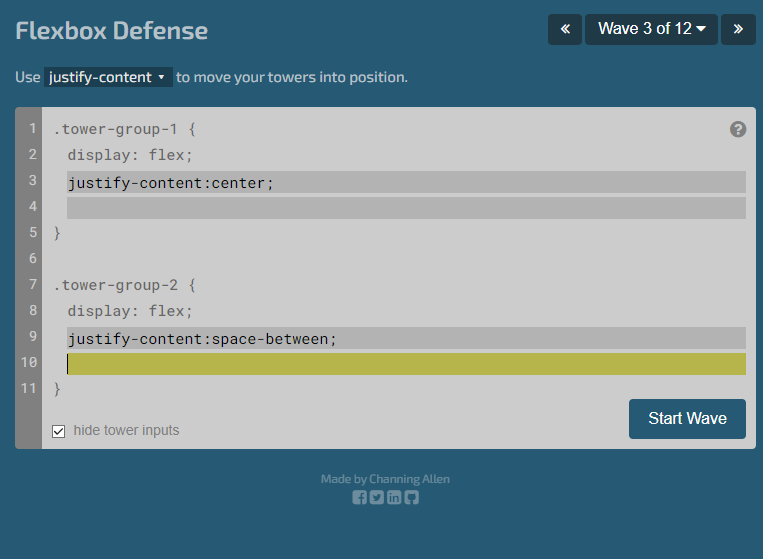 Flexbox Defense
« Wave 3 of 12 »
Use justify-content to move your towers into position.
1 .tower-group-1 {
2 display: flex;
3 justify-content:center;
4
5 }
6
7 .tower-group-2 {
8 display: flex;
9 justify-content:space-between;
10
11 }
?
hide tower inputs
Start Wave
Made by Channing Allen